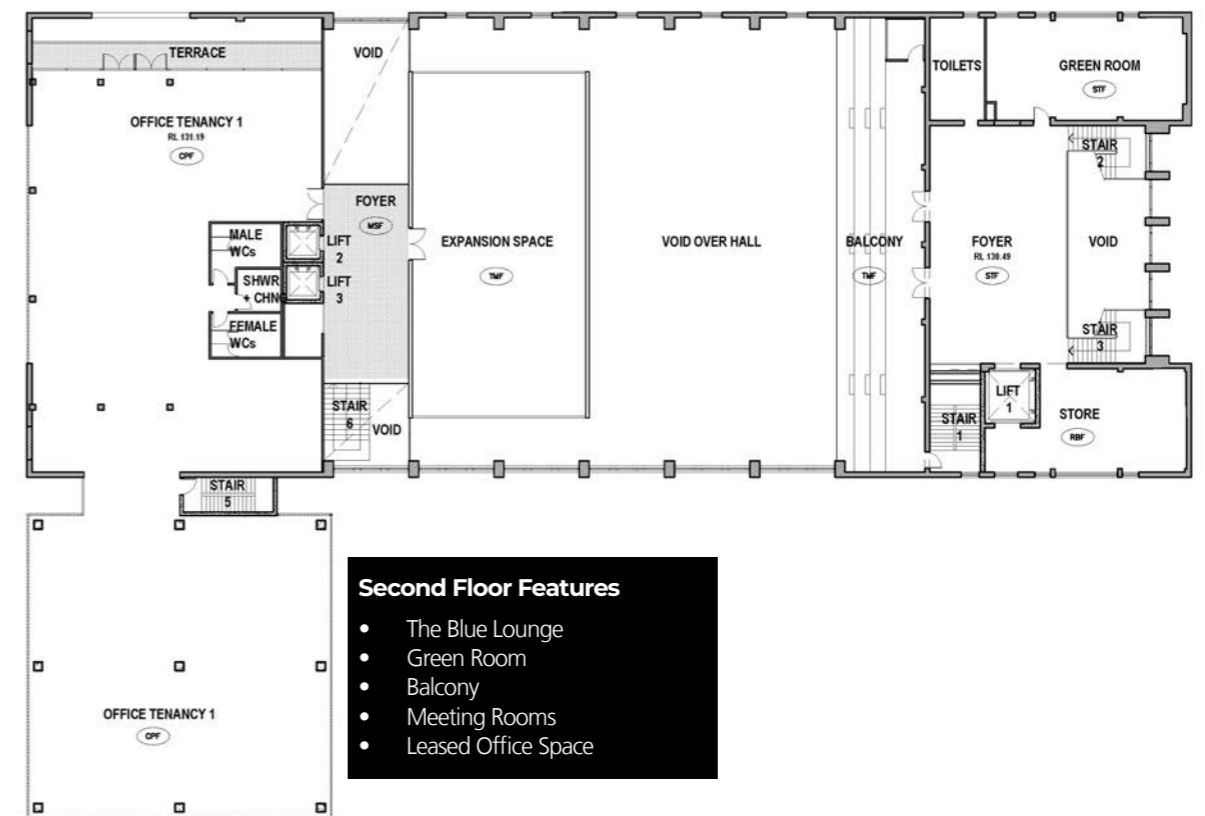 TERRACE
VOID
TOILETS
GREEN ROOM
STF
OFFICE TENANCY 1
RL 131.19
CPF
STAIR
2
FOYER
MSF
MALE
WCs
LIFT
2
EXPANSION SPACE
TMF
VOID OVER HALL
BALCONY
TMF
FOYER
RL 130.49
STF
VOID
SHWR
+ CHNG
LIFT
3
FEMALE
WCs
STAIR
3
STAIR
6
VOID
LIFT
1
STAIR
1
STORE
RBF
STAIR
5
Second Floor Features
• The Blue Lounge
• Green Room
• Balcony
• Meeting Rooms
• Leased Office Space
OFFICE TENANCY 1
CPF